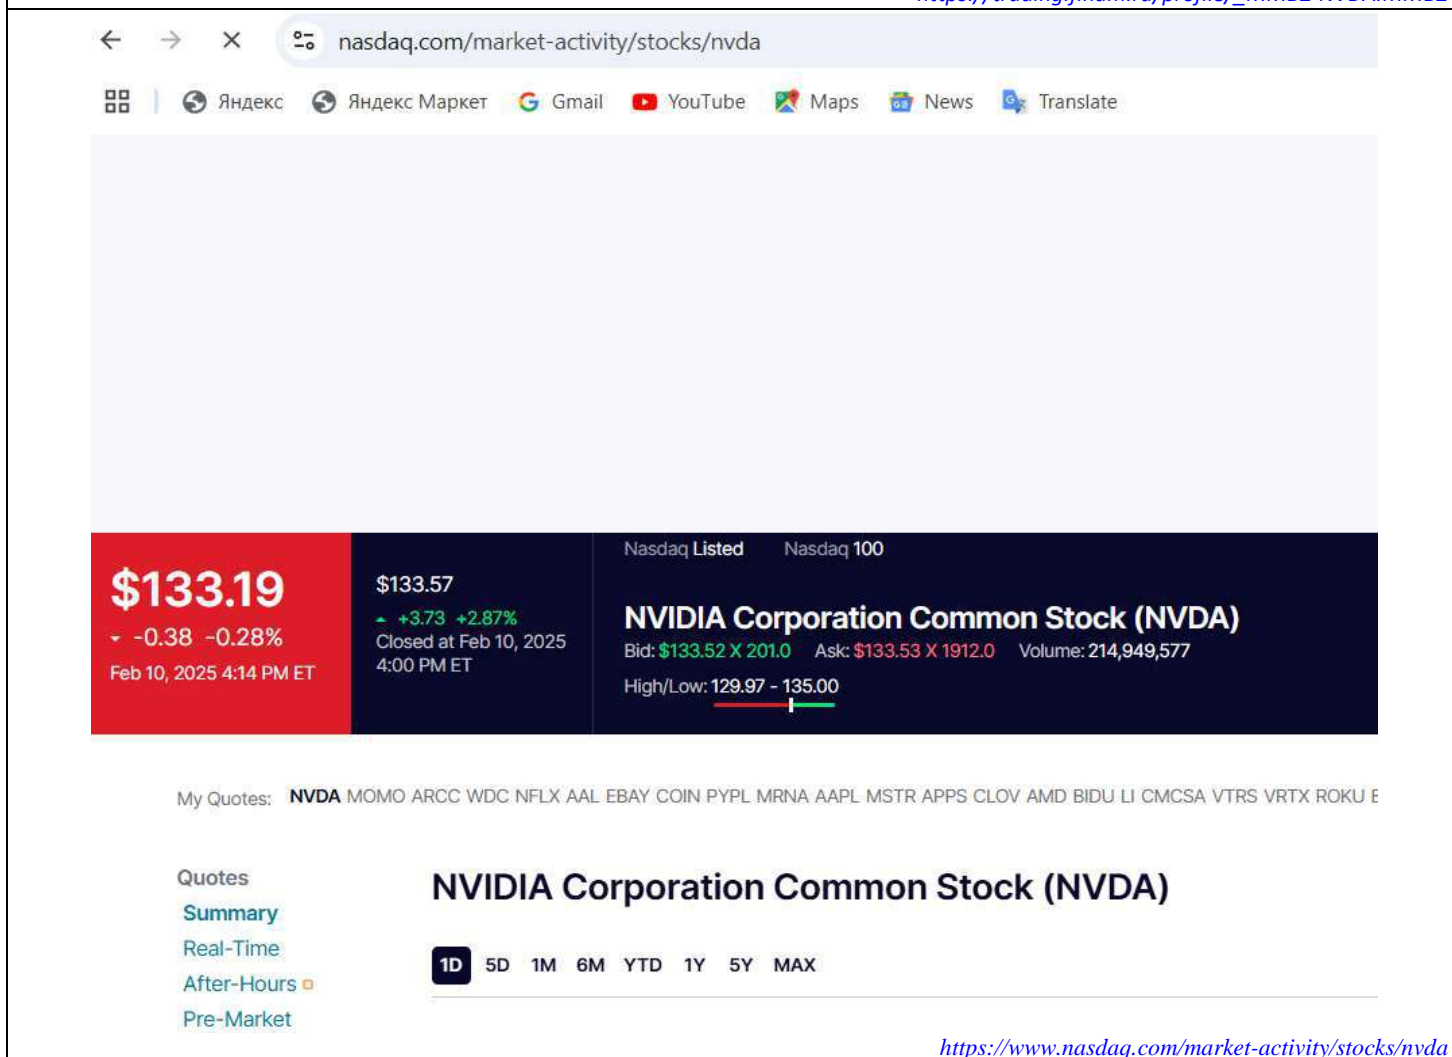 nasdaq.com/market-activity/stocks/nvda
Яндекс Яндекс Маркет Gmail YouTube Maps News Translate
Nasdaq Listed Nasdaq 100
$133.19
-0.38 -0.28%
Feb 10, 2025 4:14 PM ET
$133.57
+3.73 +2.87%
Closed at Feb 10, 2025
4:00 PM ET
NVIDIA Corporation Common Stock (NVDA)
Bid: $133.52 X 201.0 Ask: $133.53 X 1912.0 Volume: 214,949,577
High/Low: 129.97 - 135.00
My Quotes: NVDA MOMO ARCC WDC NFLX AAL EBAY COIN PYPL MRNA AAPL MSTR APPS CLOV AMD BIDU LI CMCSA VTRS VRTX ROKU
Quotes
Summary
Real-Time
After-Hours
Pre-Market
NVIDIA Corporation Common Stock (NVDA)
1D 5D 1M 6M YTD 1Y 5Y MAX
https://www.nasdaq.com/market-activity/stocks/nvda